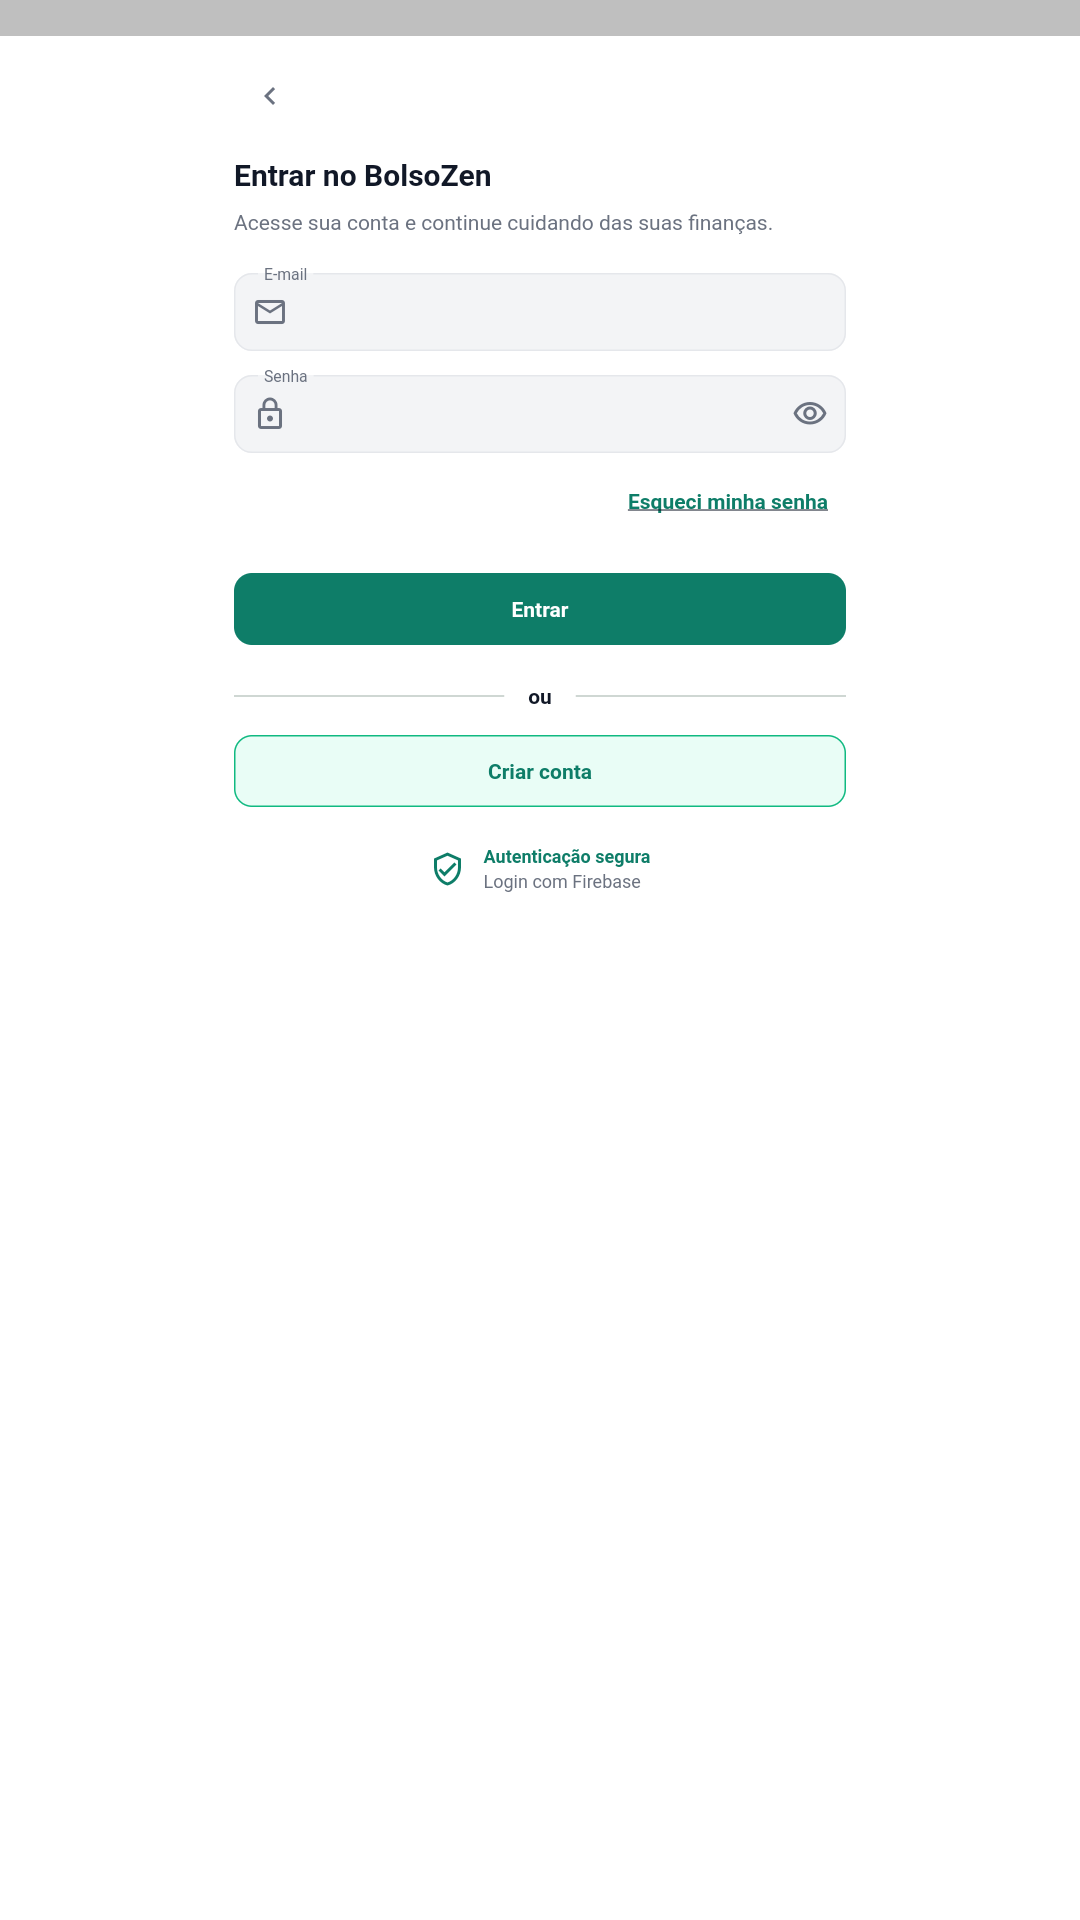 Entrar no BolsoZen
Acesse sua conta e continue cuidando das suas finanças.
E-mail
Senha
Esqueci minha senha
Entrar
ou
Criar conta
Autenticação segura
Login com Firebase